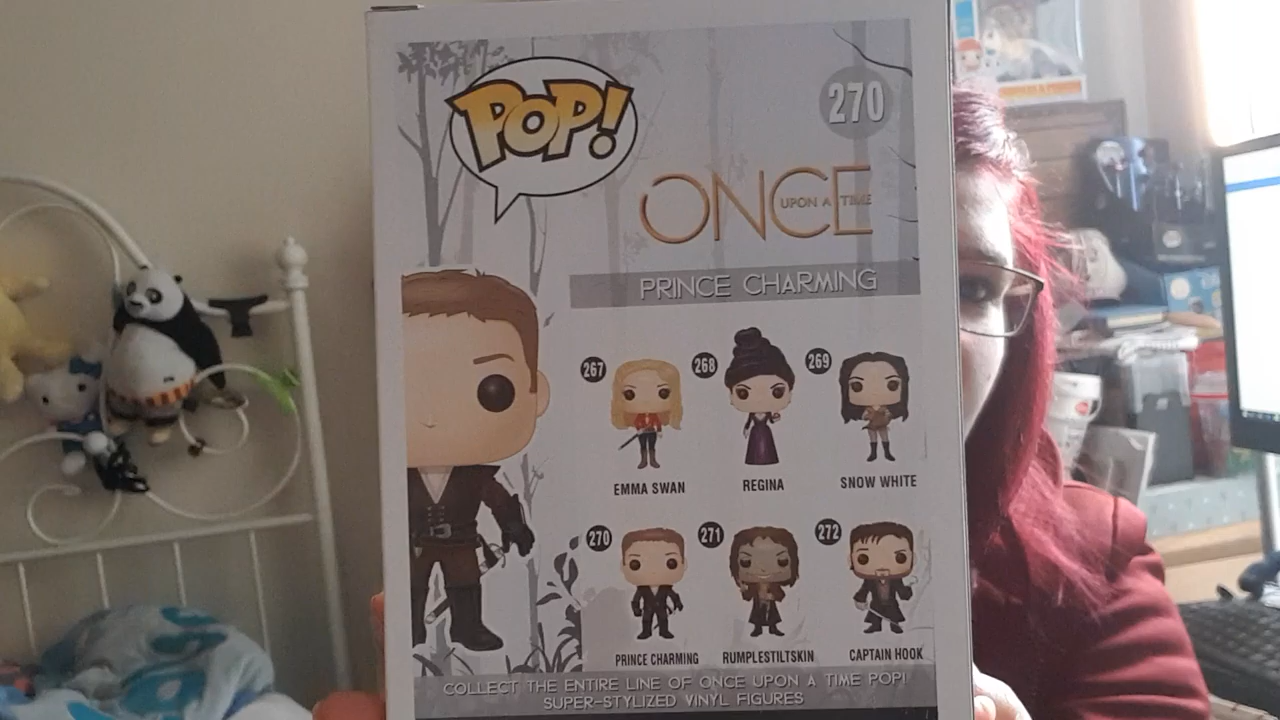 POP!
270
ONCE
UPON A TIME
PRINCE CHARMING
267
268
269
EMMA SWAN
REGINA
SNOW WHITE
270
271
272
PRINCE CHARMING
RUMPLESTILTSKIN
CAPTAIN HOOK
COLLECT THE ENTIRE LINE OF ONCE UPON A TIME POP!
SUPER-STYLIZED VINYL FIGURES